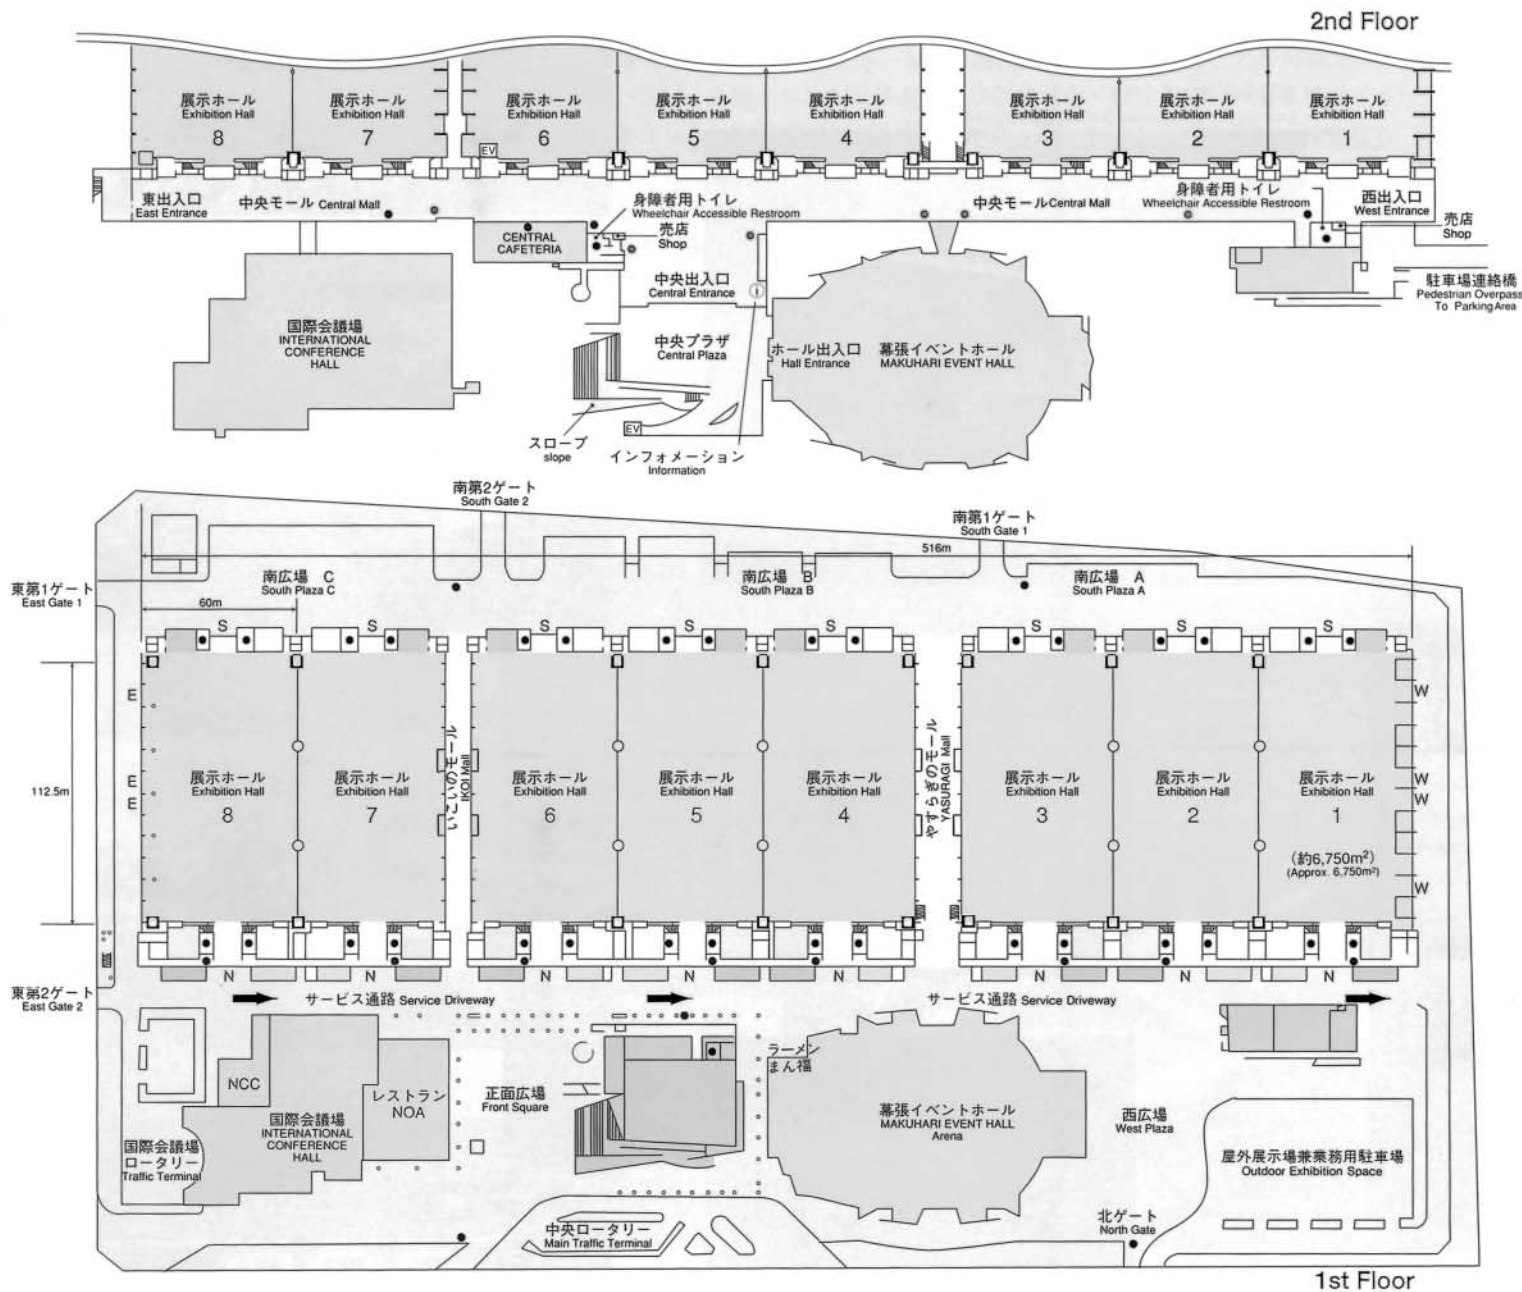 2nd Floor
展示ホール
Exhibition Hall
8
展示ホール
Exhibition Hall
7
展示ホール
Exhibition Hall
6
展示ホール
Exhibition Hall
5
展示ホール
Exhibition Hall
4
展示ホール
Exhibition Hall
3
展示ホール
Exhibition Hall
2
展示ホール
Exhibition Hall
1
EV
東出入口
East Entrance
中央モール Central Mall
身障者用トイレ
Wheelchair Accessible Restroom
売店
Shop
中央モールCentral Mall
身障者用トイレ
Wheelchair Accessible Restroom
西出入口
West Entrance
売店
Shop
CENTRAL
CAFETERIA
中央出入口
Central Entrance
駐車場連絡橋
Pedestrian Overpass
To Parking Area
国際会議場
INTERNATIONAL
CONFERENCE
HALL
中央プラザ
Central Plaza
ホール出入口
Hall Entrance
幕張イベントホール
MAKUHARI EVENT HALL
EV
スロープ
slope
インフォメーション
Information
南第2ゲート
South Gate 2
南第1ゲート
South Gate 1
516m
東第1ゲート
East Gate 1
南広場 C
South Plaza C
南広場 B
South Plaza B
南広場 A
South Plaza A
60m
S
S
S
S
S
S
S
S
E
E
E
W
W
W
W
112.5m
展示ホール
Exhibition Hall
8
展示ホール
Exhibition Hall
7
いこいのモール
IKOI Mall
展示ホール
Exhibition Hall
6
展示ホール
Exhibition Hall
5
展示ホール
Exhibition Hall
4
やすらぎのモール
YASURAGI Mall
展示ホール
Exhibition Hall
3
展示ホール
Exhibition Hall
2
展示ホール
Exhibition Hall
1
(約6,750m²)
(Approx. 6,750m²)
N
N
N
N
N
N
N
N
東第2ゲート
East Gate 2
サービス通路 Service Driveway
サービス通路 Service Driveway
NCC
レストラン
NOA
国際会議場
INTERNATIONAL
CONFERENCE
HALL
正面広場
Front Square
ラーメン
まん福
幕張イベントホール
MAKUHARI EVENT HALL
Arena
西広場
West Plaza
国際会議場
ロータリー
Traffic Terminal
屋外展示場兼業務用駐車場
Outdoor Exhibition Space
中央ロータリー
Main Traffic Terminal
北ゲート
North Gate
1st Floor